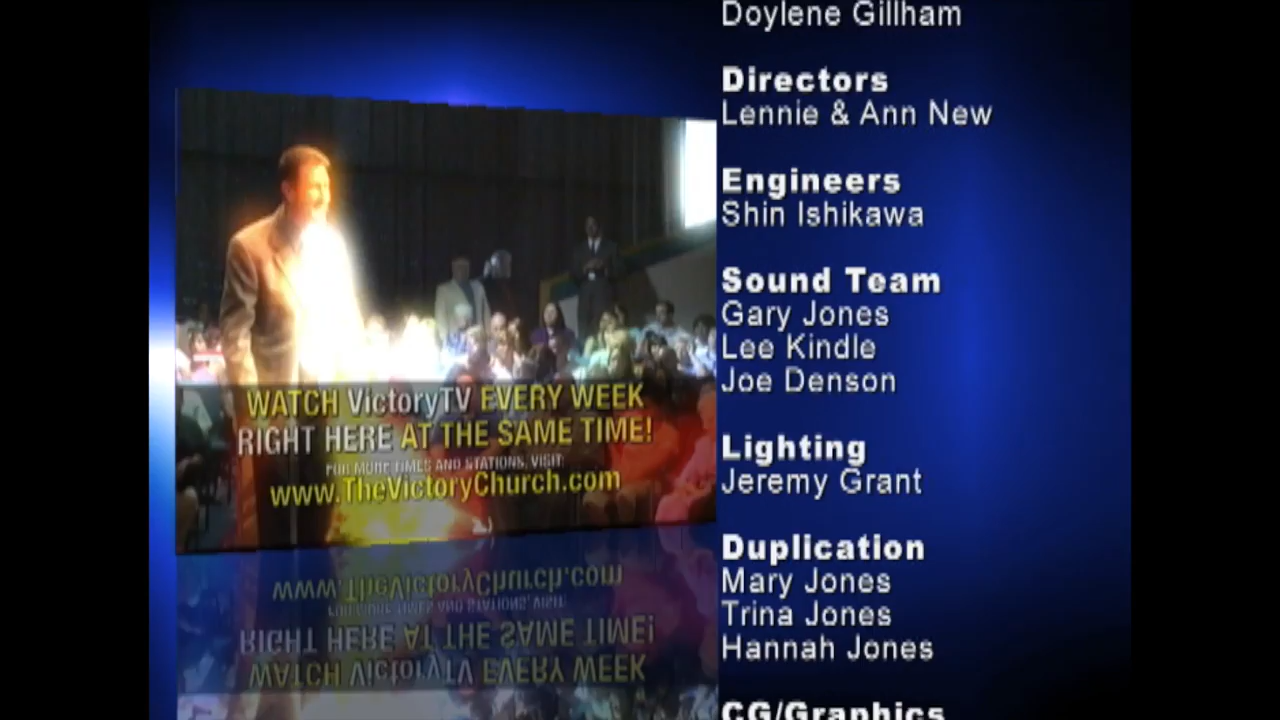 Doylene Gillham
Directors
Lennie & Ann New
Engineers
Shin Ishikawa
Sound Team
Gary Jones
Lee Kindle
Joe Denson
Lighting
Jeremy Grant
Duplication
Mary Jones
Trina Jones
Hannah Jones
CG/Graphics
WATCH VictoryTV EVERY WEEK
RIGHT HERE AT THE SAME TIME!
FOR MORE TIMES AND STATIONS, VISIT:
www.TheVictoryChurch.com